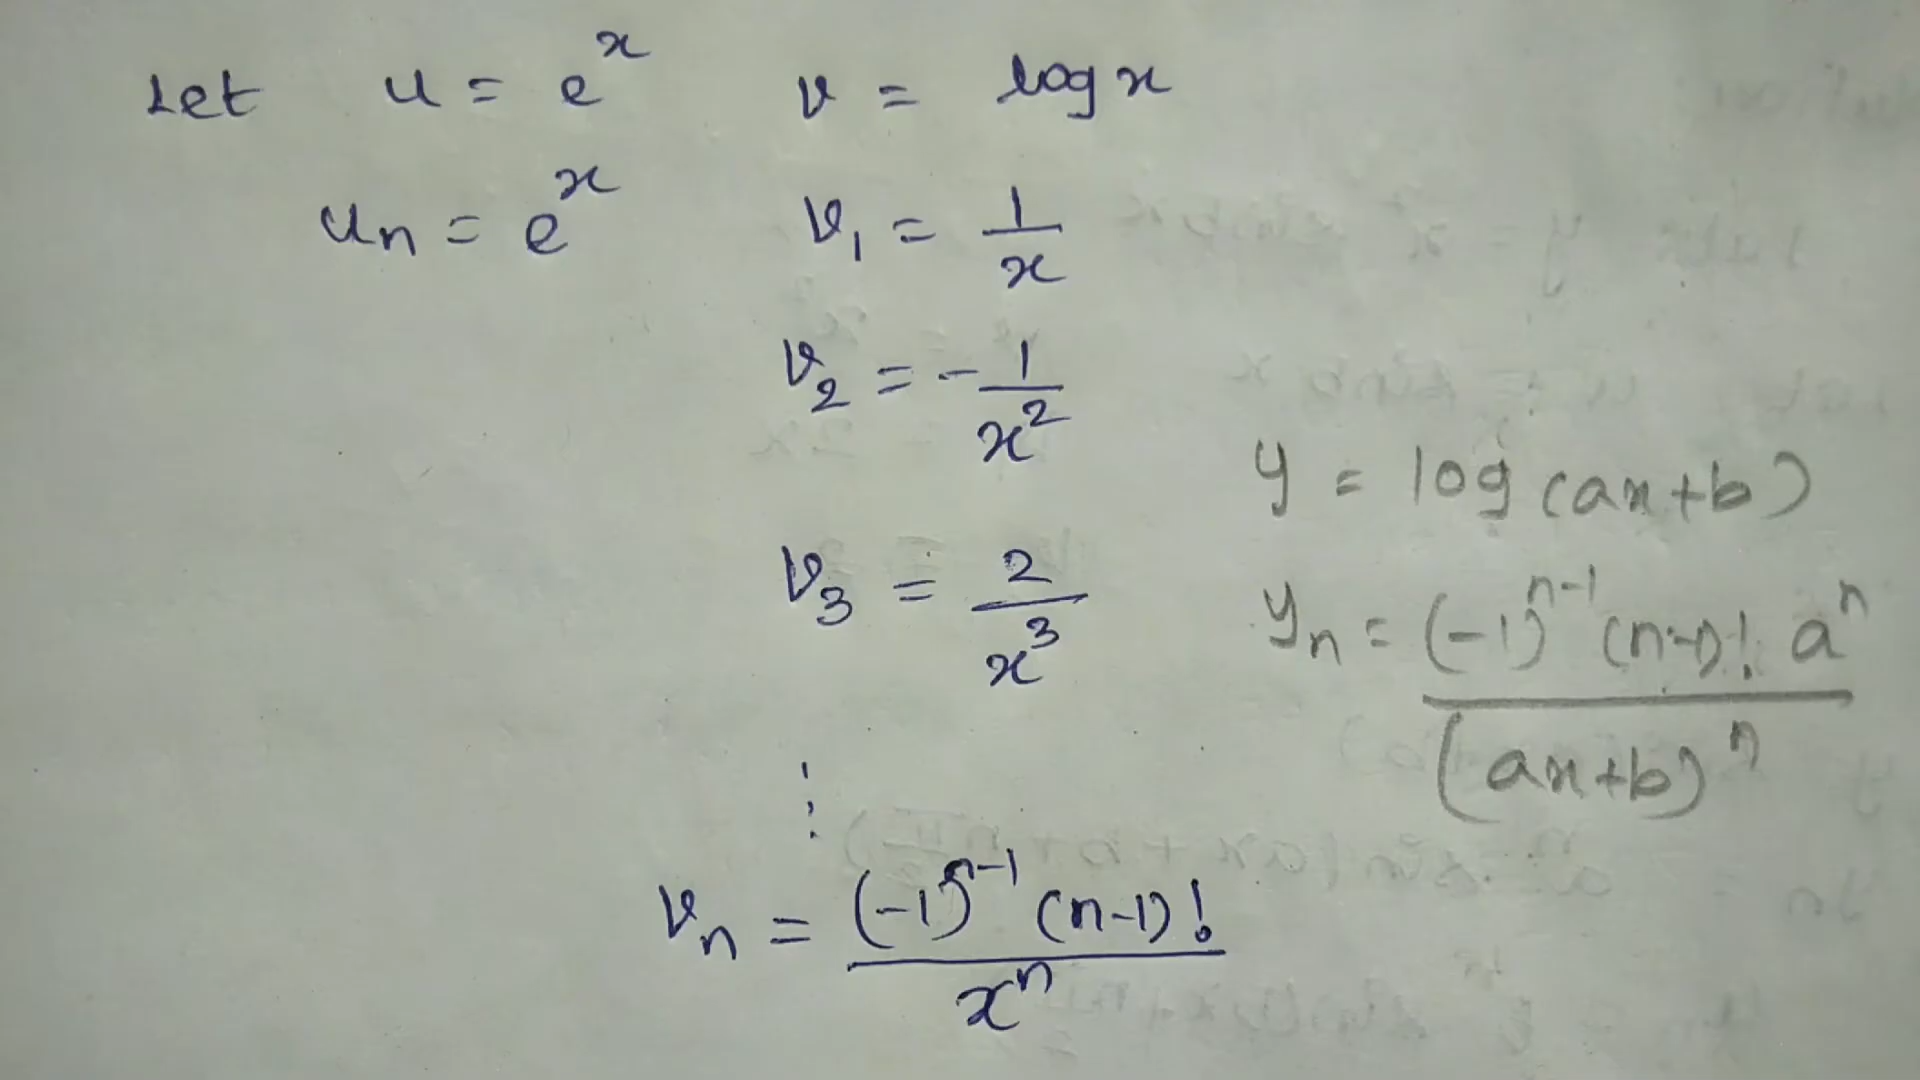 Let u = e^x v = log x
u_n = e^x v_1 = 1/x
v_2 = -1/x^2
v_3 = 2/x^3
⋮
v_n = (-1)^{n-1} (n-1)! / x^n
y = log (ax+b)
y_n = (-1)^{n-1} (n-1)! a^n / (ax+b)^n